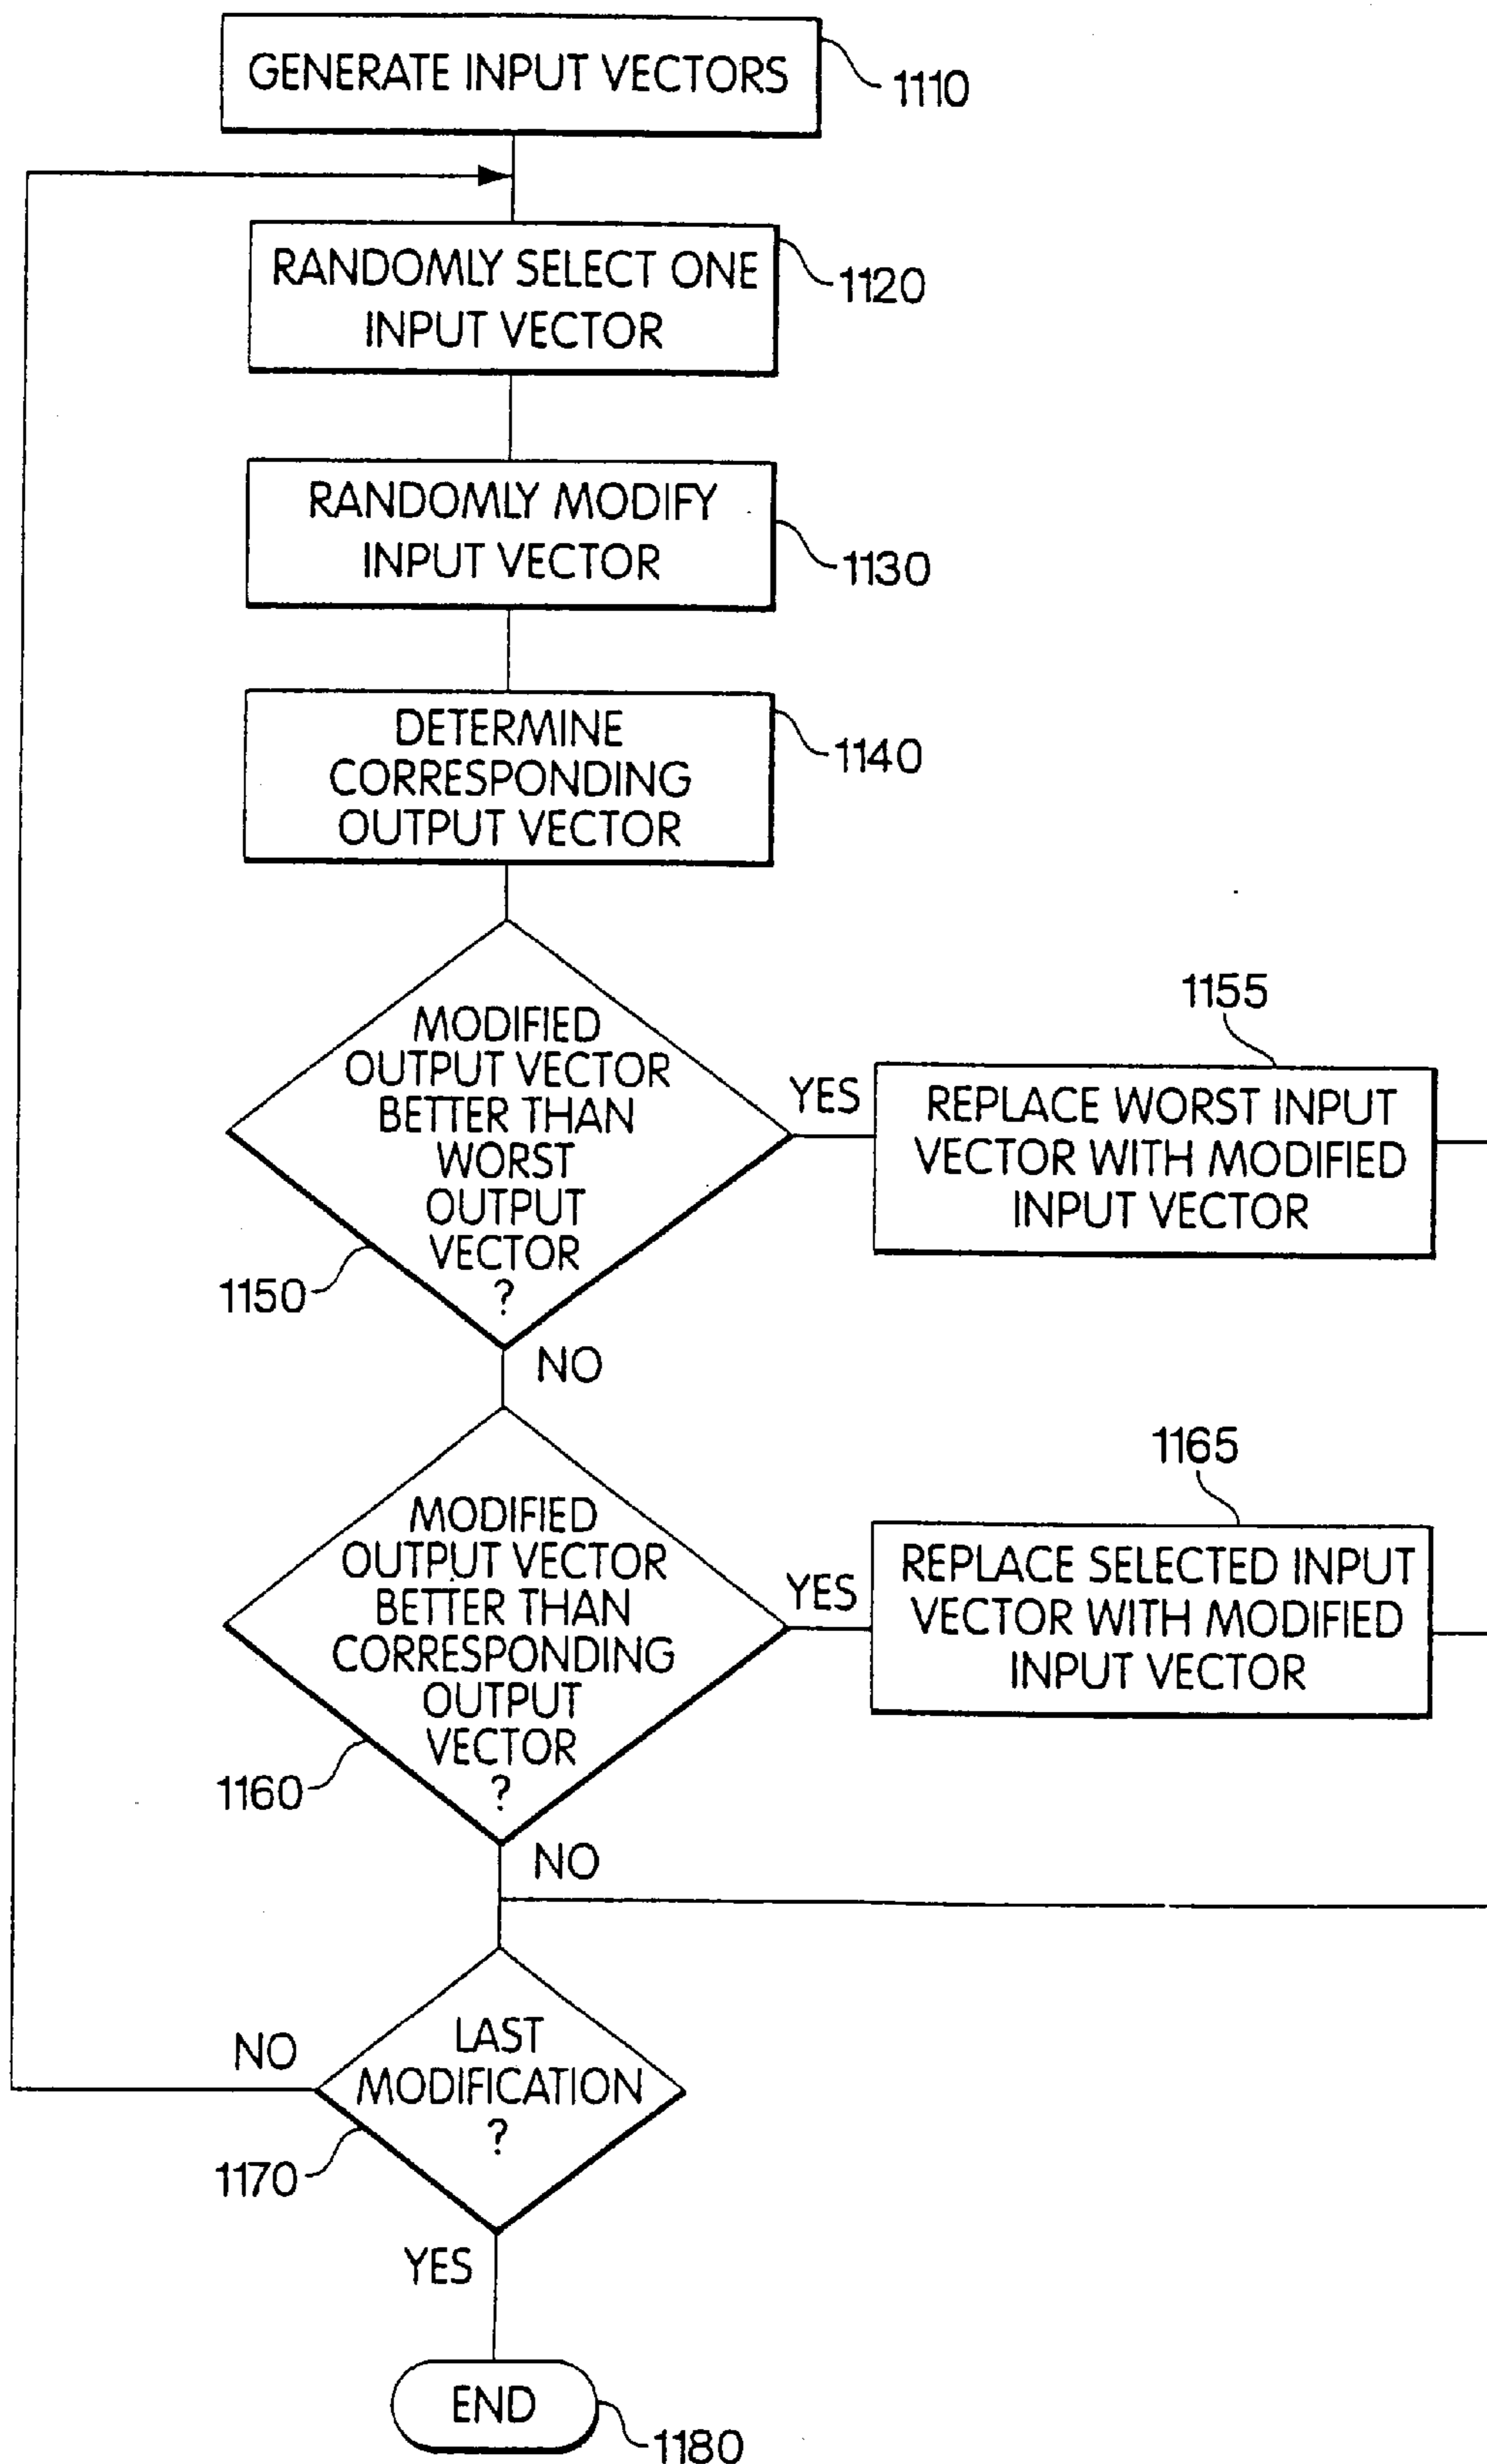 GENERATE INPUT VECTORS
1110
RANDOMLY SELECT ONE
INPUT VECTOR
1120
RANDOMLY MODIFY
INPUT VECTOR
1130
DETERMINE
CORRESPONDING
OUTPUT VECTOR
1140
MODIFIED
OUTPUT VECTOR
BETTER THAN
WORST
OUTPUT
VECTOR
?
1150
YES
NO
1155
REPLACE WORST INPUT
VECTOR WITH MODIFIED
INPUT VECTOR
MODIFIED
OUTPUT VECTOR
BETTER THAN
CORRESPONDING
OUTPUT
VECTOR
?
1160
YES
NO
1165
REPLACE SELECTED INPUT
VECTOR WITH MODIFIED
INPUT VECTOR
LAST
MODIFICATION
?
NO
1170
YES
END
1180